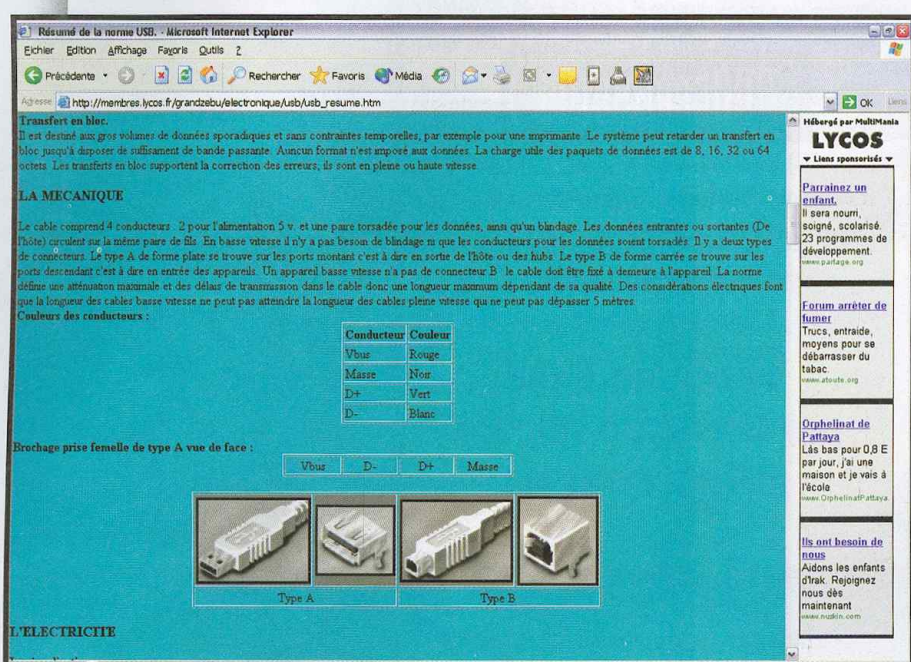 Résumé de la norme USB. - Microsoft Internet Explorer
Eichier Edition Affichage Favoris Outils ?
Précédente Rechercher Favoris Média
Adresse http://membres.lycos.fr/grandzebu/electronique/usb/usb_resume.htm OK Liens
Transfert en bloc.
Il est destiné aux gros volumes de données sporadiques et sans contraintes temporelles, par exemple pour une imprimante. Le système peut retarder un transfert en
bloc jusqu'à disposer de suffisament de bande passante. Auncun format n'est imposé aux données. La charge utile des paquets de données est de 8, 16, 32 ou 64
octets. Les transferts en bloc supportent la correction des erreurs, ils sont en pleine ou haute vitesse.
LA MECANIQUE
Le cable comprend 4 conducteurs : 2 pour l'alimentation 5 v. et une paire torsadée pour les données, ainsi qu'un blindage. Les données entrantes ou sortantes (De
l'hôte) circulent sur la même paire de fils. En basse vitesse il n'y a pas besoin de blindage ni que les conducteurs pour les données soient torsadés. Il y a deux types
de connecteurs. Le type A de forme plate se trouve sur les ports montant c'est à dire en sortie de l'hôte ou des hubs. Le type B de forme carrée se trouve sur les
ports descendant c'est à dire en entrée des appareils. Un appareil basse vitesse n'a pas de connecteur B : le cable doit être fixé à demeure à l'appareil. La norme
définie une atténuation maximale et des délais de transmission dans le cable donc une longueur maximum dépendant de sa qualité. Des considérations électriques font
que la longueur des cables basse vitesse ne peut pas atteindre la longueur des cables pleine vitesse qui ne peut pas dépasser 5 mètres.
Couleurs des conducteurs :
Conducteur Couleur
Vbus Rouge
Masse Noir
D+ Vert
D- Blanc
Brochage prise femelle de type A vue de face :
Vbus D- D+ Masse
Type A Type B
L'ELECTRICITE
Hébergé par MultiMania
LYCOS
Liens sponsorisés
Parrainez un
enfant.
Il sera nourri,
soigné, scolarisé.
23 programmes de
développement.
www.partage.org
Forum arrêter de
fumer
Trucs, entraide,
moyens pour se
débarrasser du
tabac.
www.atoute.org
Orphelinat de
Pattaya
Làs bas pour 0,8 E
par jour, j'ai une
maison et je vais à
l'école
www.OrphelinatPattaya.
Ils ont besoin de
nous
Aidons les enfants
d'Irak. Rejoignez
nous dès
maintenant
www.nuskin.com